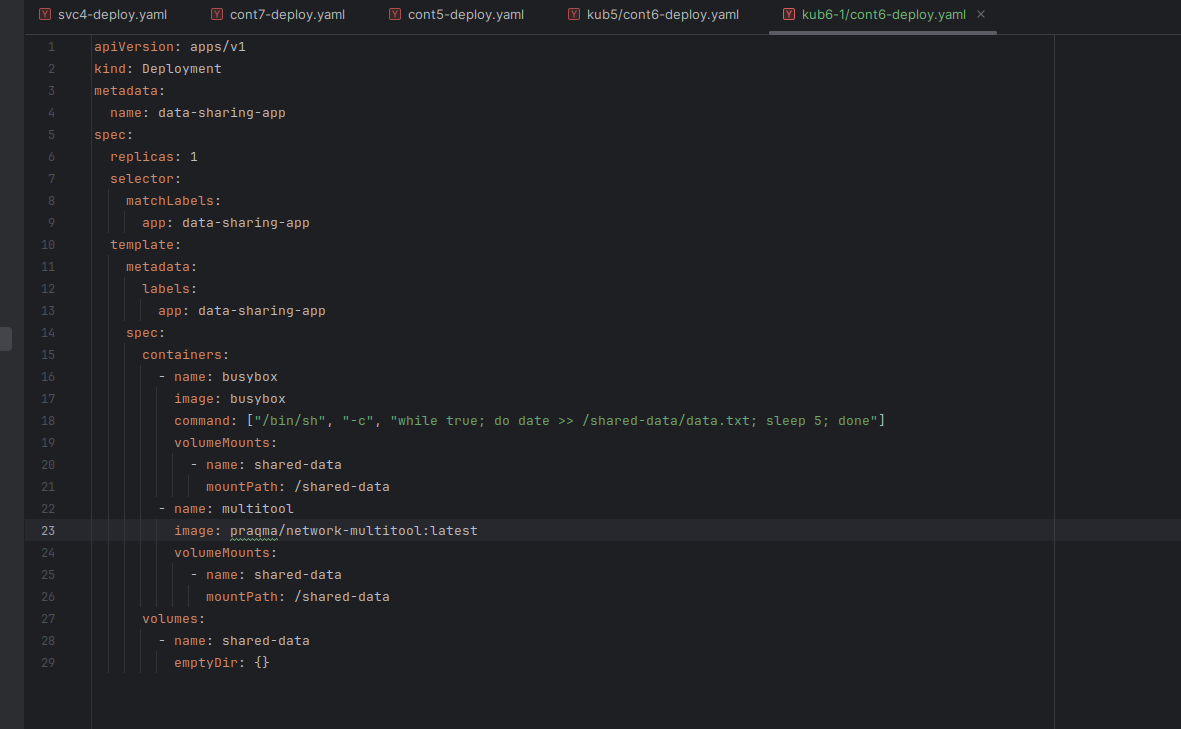 svc4-deploy.yaml cont7-deploy.yaml cont5-deploy.yaml kub5/cont6-deploy.yaml kub6-1/cont6-deploy.yaml
1 apiVersion: apps/v1
2 kind: Deployment
3 metadata:
4   name: data-sharing-app
5 spec:
6   replicas: 1
7   selector:
8     matchLabels:
9       app: data-sharing-app
10   template:
11     metadata:
12       labels:
13         app: data-sharing-app
14     spec:
15       containers:
16         - name: busybox
17           image: busybox
18           command: ["/bin/sh", "-c", "while true; do date >> /shared-data/data.txt; sleep 5; done"]
19           volumeMounts:
20             - name: shared-data
21               mountPath: /shared-data
22         - name: multitool
23           image: praqma/network-multitool:latest
24           volumeMounts:
25             - name: shared-data
26               mountPath: /shared-data
27       volumes:
28         - name: shared-data
29           emptyDir: {}